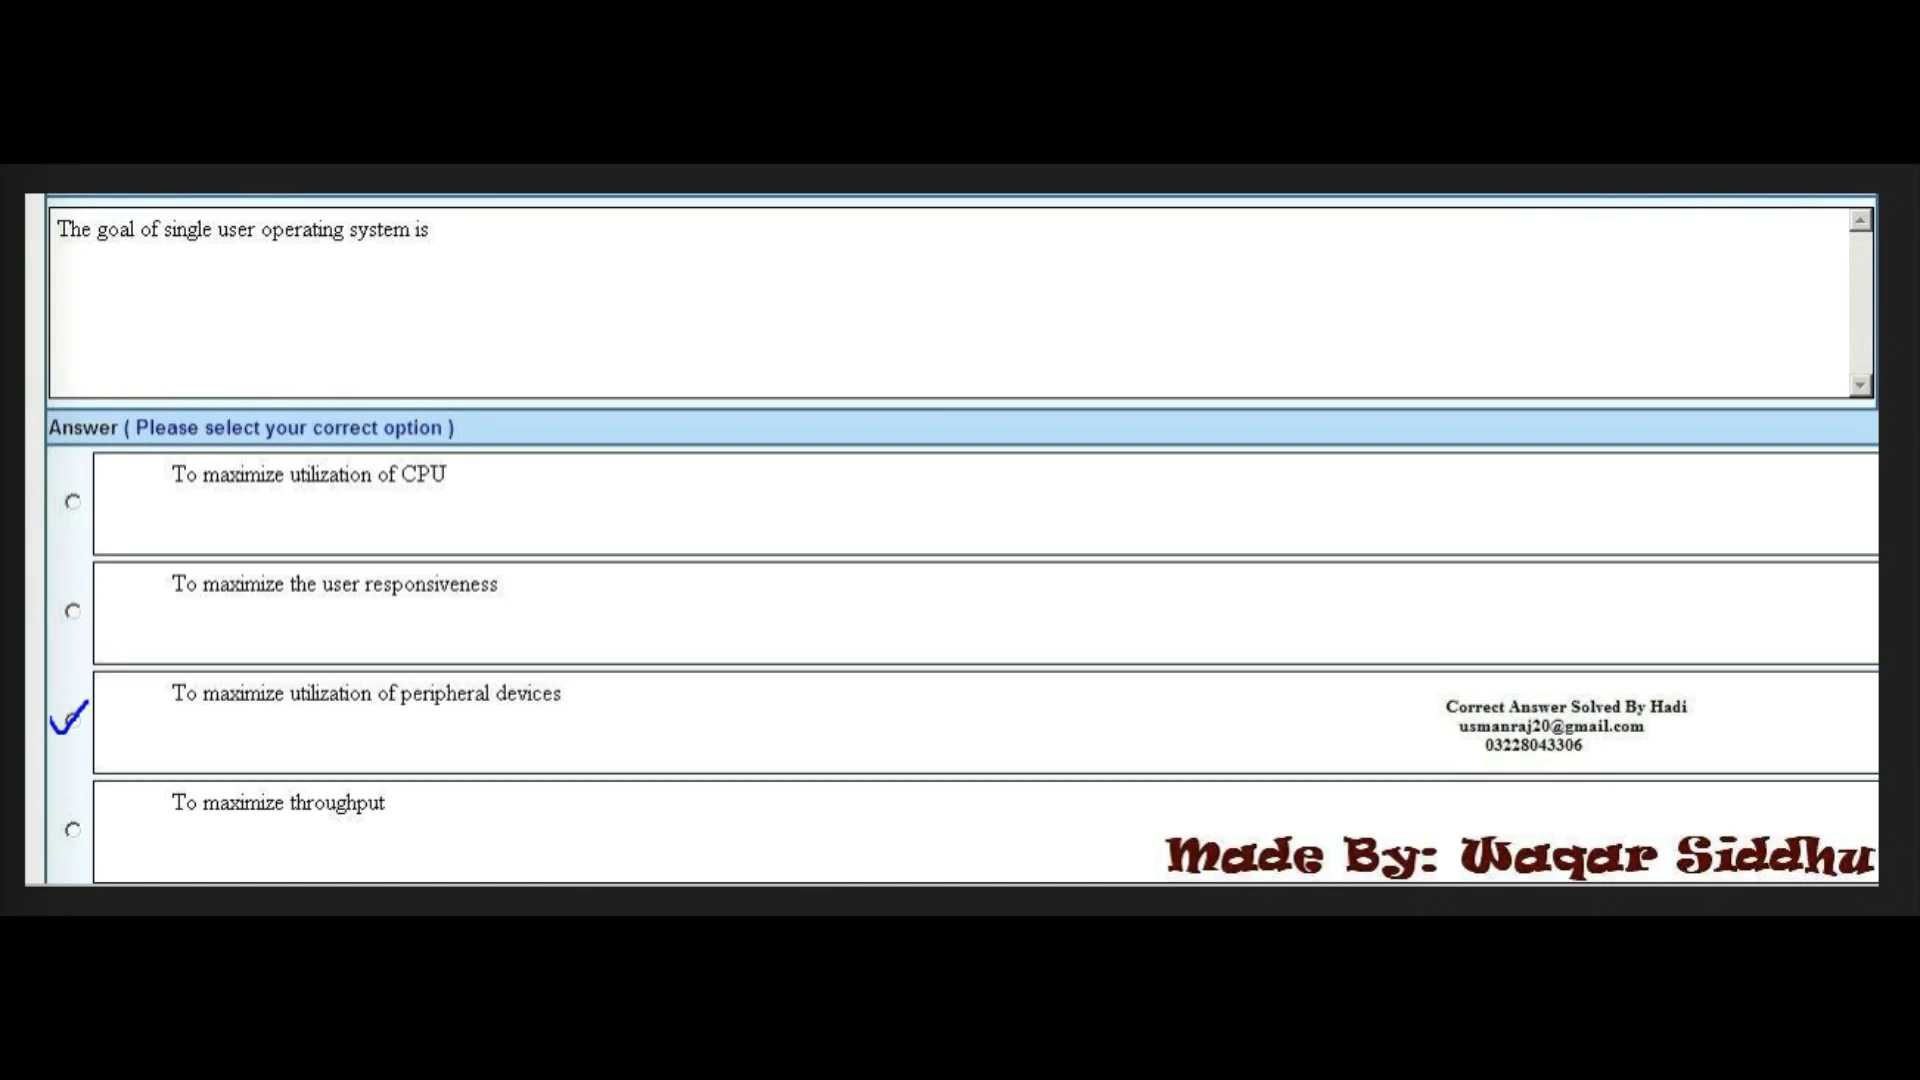 The goal of single user operating system is
Answer ( Please select your correct option )
To maximize utilization of CPU
To maximize the user responsiveness
To maximize utilization of peripheral devices
Correct Answer Solved By Hadi
usmanraj20@gmail.com
03228043306
To maximize throughput
Made By: Waqar Siddhu